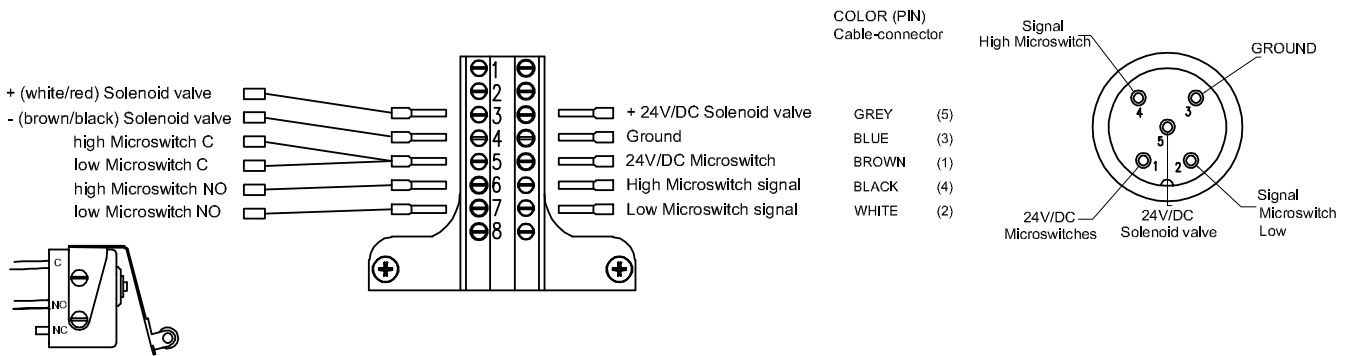 + (white/red) Solenoid valve
- (brown/black) Solenoid valve
high Microswitch C
low Microswitch C
high Microswitch NO
low Microswitch NO
C
NO
NC
1
2
3
4
5
6
7
8
+ 24V/DC Solenoid valve
Ground
24V/DC Microswitch
High Microswitch signal
Low Microswitch signal
COLOR (PIN)
Cable-connector
GREY (5)
BLUE (3)
BROWN (1)
BLACK (4)
WHITE (2)
Signal
High Microswitch
GROUND
4
3
5
1
2
24V/DC
Microswitches
24V/DC
Solenoid valve
Signal
Microswitch
Low